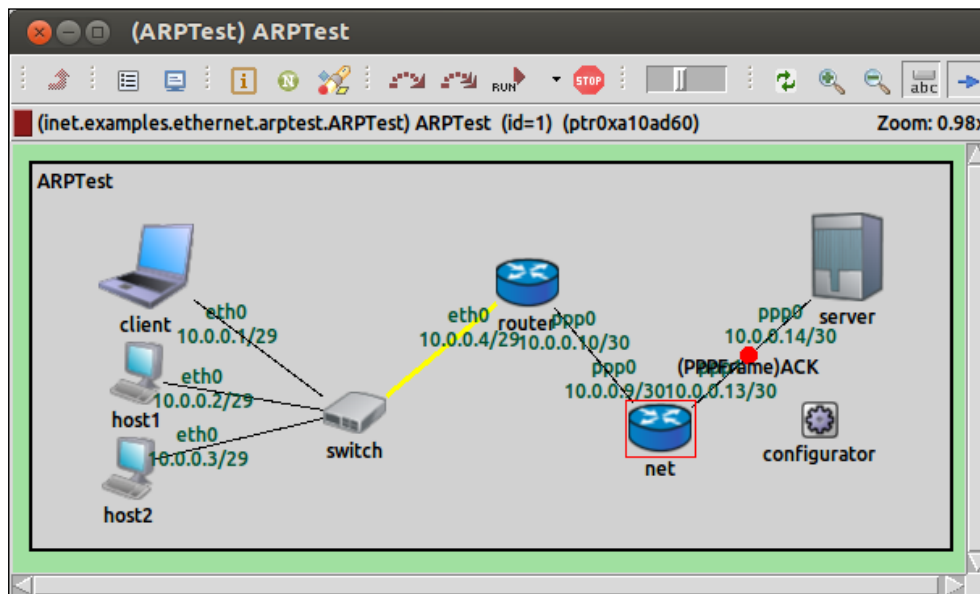 (ARPTest) ARPTest
i
N
RUN
STOP
abc
(inet.examples.ethernet.arptest.ARPTest) ARPTest (id=1) (ptr0xa10ad60)
Zoom: 0.98x
ARPTest
client
eth0
10.0.0.1/29
host1
eth0
10.0.0.2/29
host2
eth0
10.0.0.3/29
switch
eth0
10.0.0.4/29
router
ppp0
10.0.0.10/30
ppp0
10.0.0.9/30
net
10.0.0.13/30
(PPPFrame)ACK
ppp0
10.0.0.14/30
server
configurator